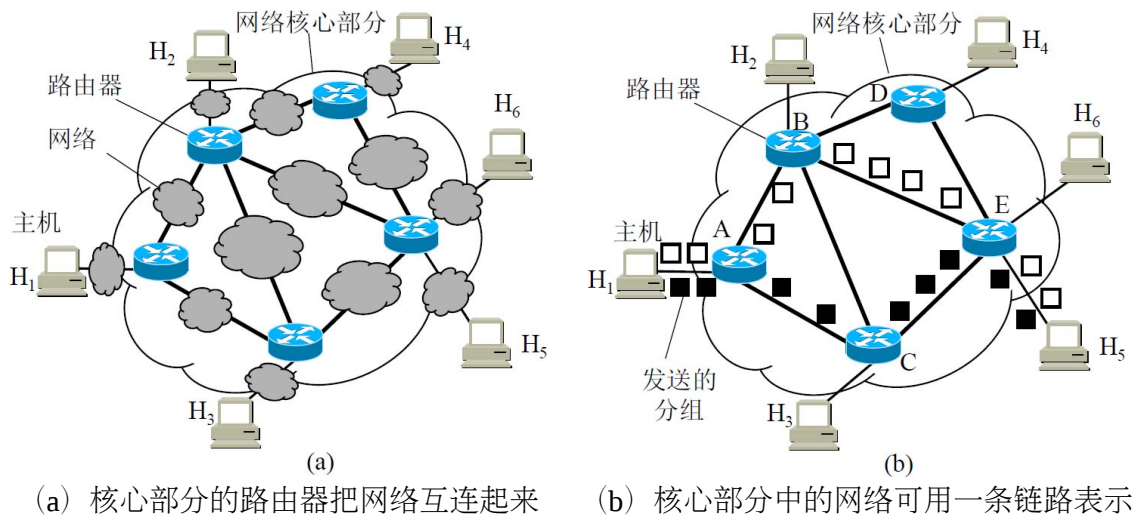 网络核心部分
H2
H4
路由器
H6
网络
主机
H1
H5
H3
(a)
(a) 核心部分的路由器把网络互连起来
网络核心部分
H2
H4
D
路由器
B
H6
E
主机
A
H1
H5
C
发送的
分组
H3
(b)
(b) 核心部分中的网络可用一条链路表示